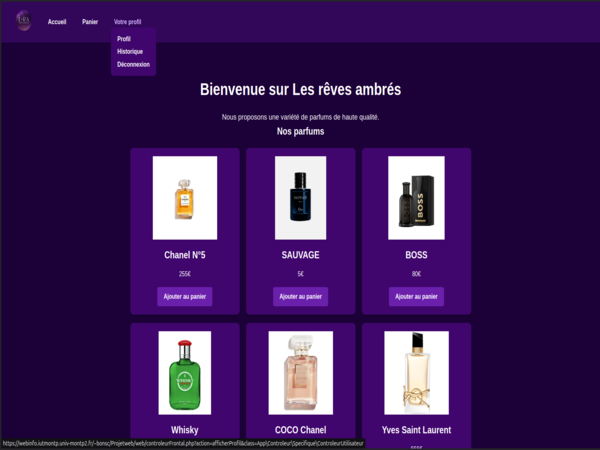 Accueil Panier Votre profil
Profil
Historique
Déconnexion
Bienvenue sur Les rêves ambrés
Nous proposons une variété de parfums de haute qualité.
Nos parfums
BOSS
Chanel N°5 SAUVAGE BOSS
255€ 5€ 80€
Ajouter au panier Ajouter au panier Ajouter au panier
Whisky COCO Chanel Yves Saint Laurent
https://webinfo.iutmontp.univ-montp2.fr/~bonsc/Projetweb/web/controleurFrontal.php?action=afficherProfil&class=App\Controleur\Specifique\ControleurUtilisateur